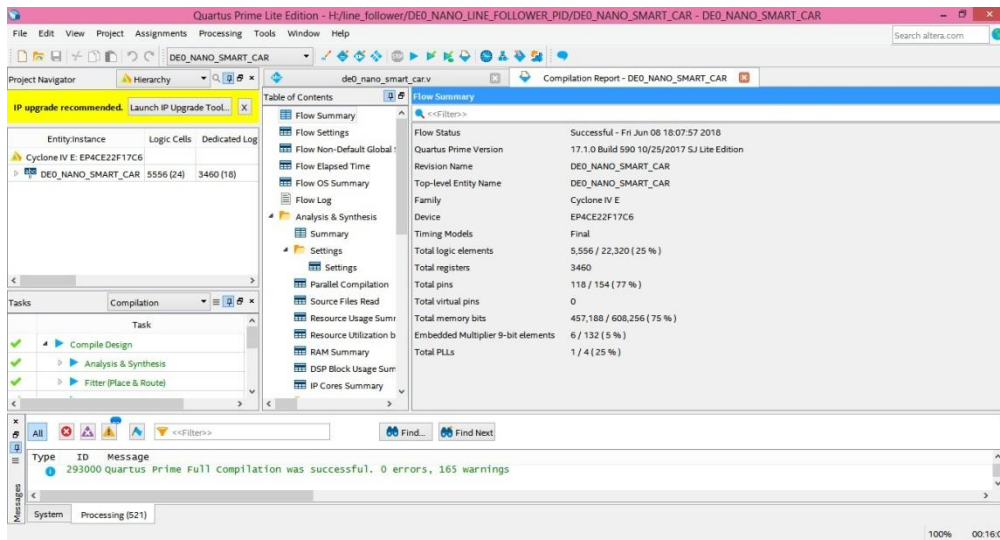 Quartus Prime Lite Edition - H:/line_follower/DE0_NANO_LINE_FOLLOWER_PID/DE0_NANO_SMART_CAR - DE0_NANO_SMART_CAR
File Edit View Project Assignments Processing Tools Window Help
Search altera.com
DE0_NANO_SMART_CAR
Project Navigator
Hierarchy
IP upgrade recommended. Launch IP Upgrade Tool... X
Entity:Instance Logic Cells Dedicated Log
Cyclone IV E: EP4CE22F17C6
DE0_NANO_SMART_CAR 5556 (24) 3460 (18)
Tasks Compilation
Task
Compile Design
Analysis & Synthesis
Fitter (Place & Route)
de0_nano_smart_car.v
Compilation Report - DE0_NANO_SMART_CAR
Table of Contents
Flow Summary
Flow Settings
Flow Non-Default Global
Flow Elapsed Time
Flow OS Summary
Flow Log
Analysis & Synthesis
Summary
Settings
Settings
Parallel Compilation
Source Files Read
Resource Usage Sumr
Resource Utilization b
RAM Summary
DSP Block Usage Sum
IP Cores Summary
Flow Summary
<<Filter>>
Flow Status Successful - Fri Jun 08 18:07:57 2018
Quartus Prime Version 17.1.0 Build 590 10/25/2017 SJ Lite Edition
Revision Name DE0_NANO_SMART_CAR
Top-level Entity Name DE0_NANO_SMART_CAR
Family Cyclone IV E
Device EP4CE22F17C6
Timing Models Final
Total logic elements 5,556 / 22,320 ( 25 % )
Total registers 3460
Total pins 118 / 154 ( 77 % )
Total virtual pins 0
Total memory bits 457,188 / 608,256 ( 75 % )
Embedded Multiplier 9-bit elements 6 / 132 ( 5 % )
Total PLLs 1 / 4 ( 25 % )
All
<<Filter>>
Find... Find Next
Type ID Message
293000 Quartus Prime Full Compilation was successful. 0 errors, 165 warnings
Messages
System Processing (521)
100% 00:16:0